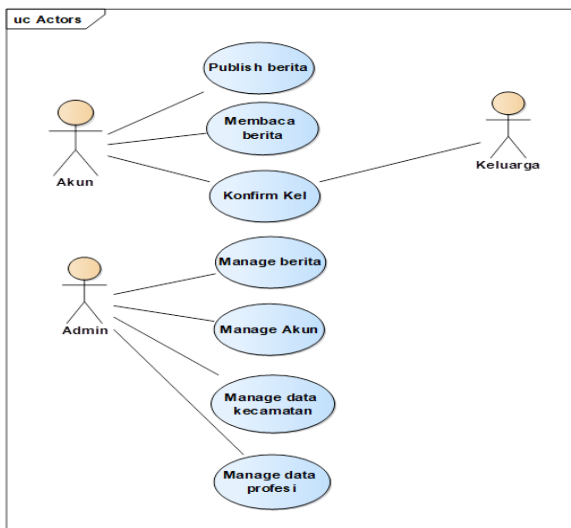 uc Actors
Publish berita
Membaca
berita
Akun
Keluarga
Konfirm Kel
Manage berita
Admin
Manage Akun
Manage data
kecamatan
Manage data
profesi